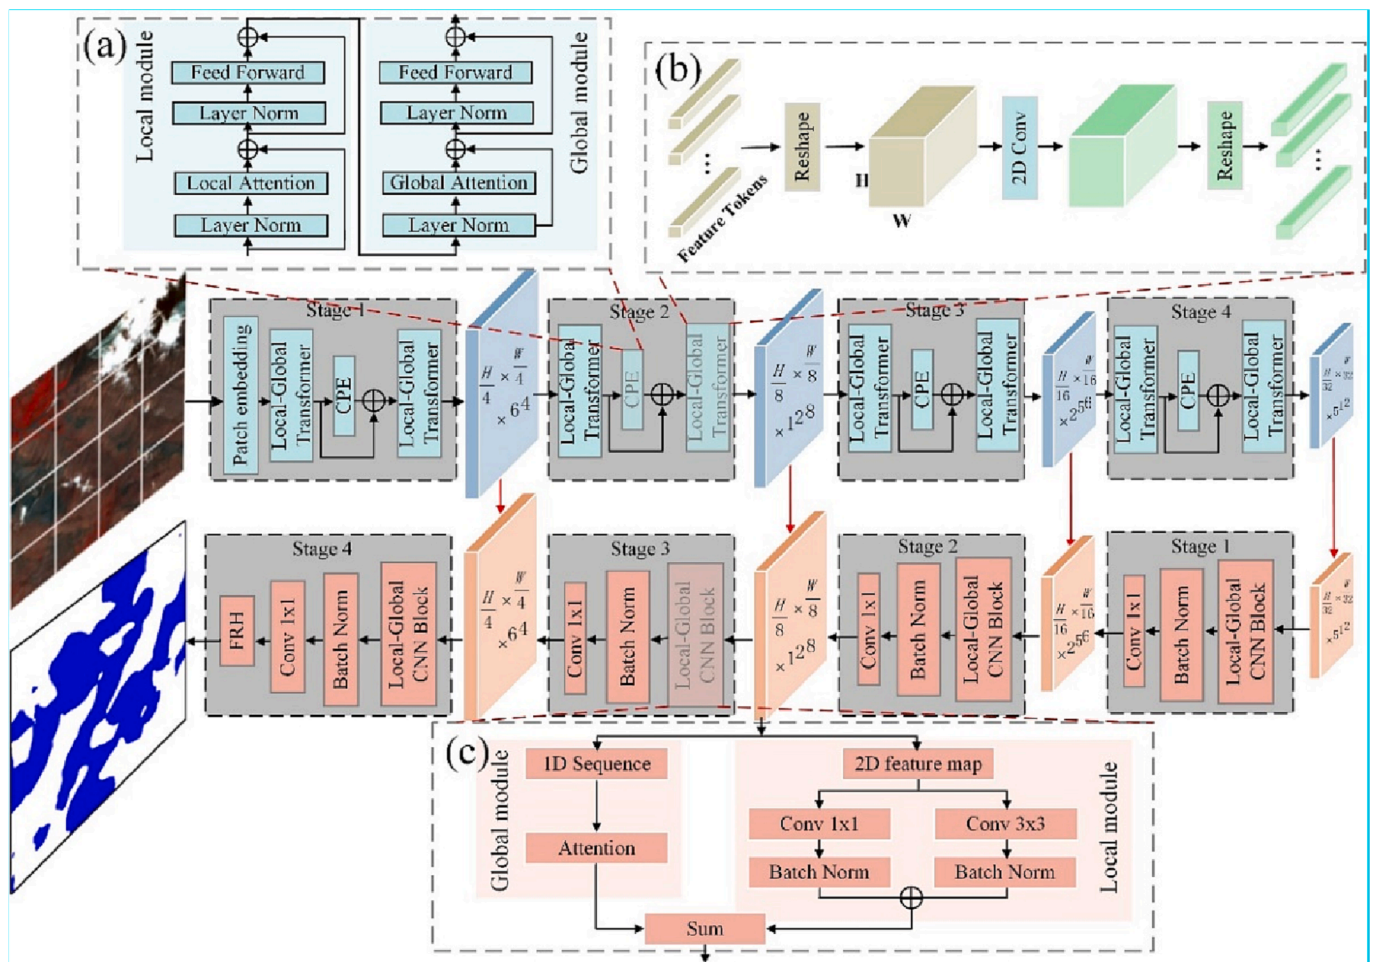 (a)
Local module
Feed Forward
Layer Norm
Local Attention
Layer Norm
Feed Forward
Layer Norm
Global Attention
Layer Norm
Global module
(b)
Feature Tokens
...
Reshape
H
W
2D Conv
Reshape
...
Stage 1
Patch embedding
Local-Global
Transformer
CPE
Local-Global
Transformer
H/4 × W/4
×64
Stage 2
Local-Global
Transformer
CPE
Local-Global
Transformer
H/8 × W/8
×128
Stage 3
Local-Global
Transformer
CPE
Local-Global
Transformer
H/16 × W/16
×256
Stage 4
Local-Global
Transformer
CPE
Local-Global
Transformer
H/32 × W/32
×512
Stage 4
FRH
Conv 1x1
Batch Norm
Local-Global
CNN Block
H/4 × W/4
×64
Stage 3
Conv 1x1
Batch Norm
Local-Global
CNN Block
H/8 × W/8
×128
Stage 2
Conv 1x1
Batch Norm
Local-Global
CNN Block
H/16 × W/16
×256
Stage 1
Conv 1x1
Batch Norm
Local-Global
CNN Block
H/32 × W/32
×512
(c)
Global module
1D Sequence
Attention
2D feature map
Conv 1x1
Conv 3x3
Batch Norm
Batch Norm
Local module
Sum